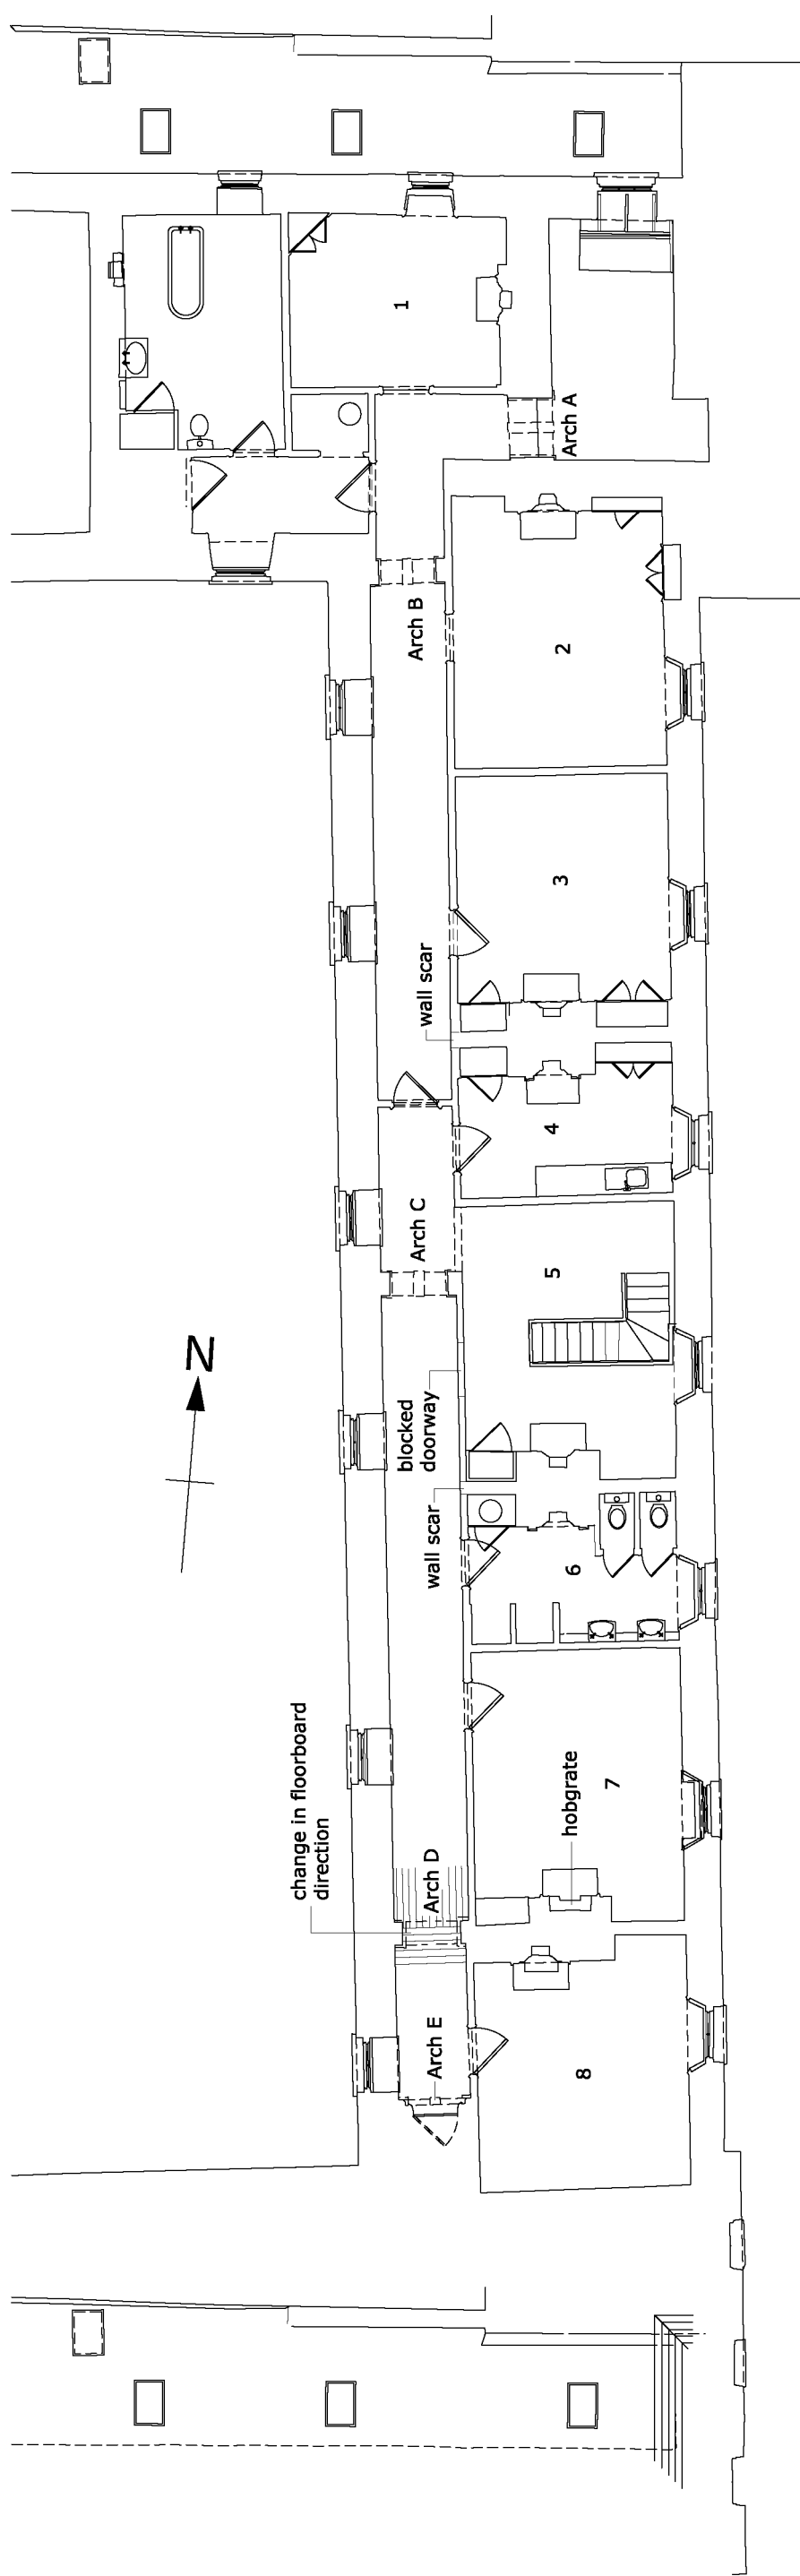 1
Arch A
Arch B
2
3
wall scar
4
Arch C
5
N
blocked
doorway
wall scar
6
change in floorboard
direction
hobgrate
7
Arch D
Arch E
8